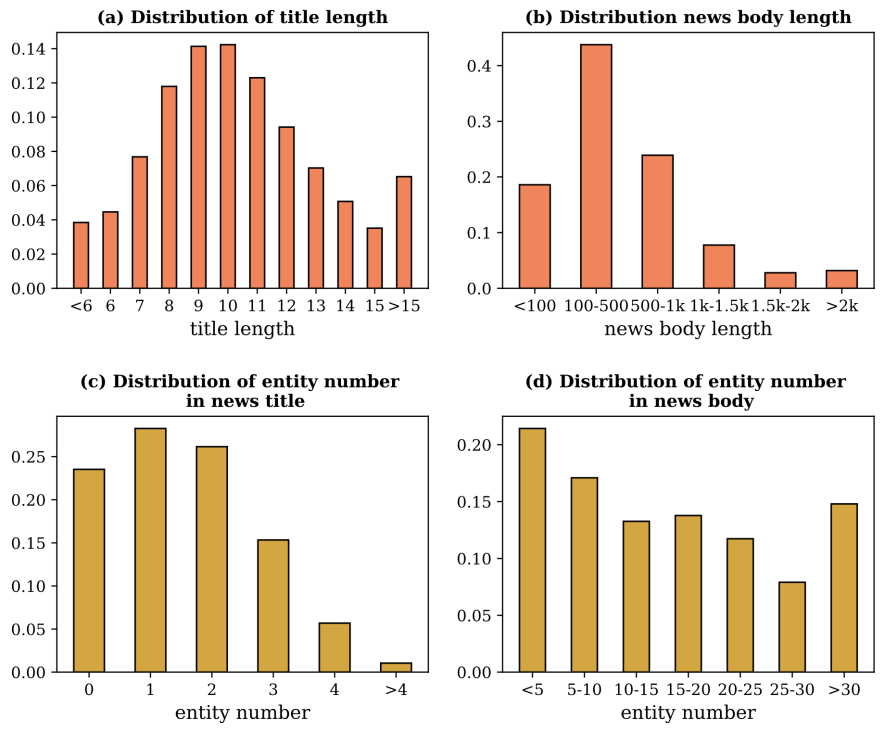 (a) Distribution of title length
0.14
0.12
0.10
0.08
0.06
0.04
0.02
0.00
<6 6 7 8 9 10 11 12 13 14 15 >15
title length
(b) Distribution news body length
0.4
0.3
0.2
0.1
0.0
<100 100-500 500-1k 1k-1.5k 1.5k-2k >2k
news body length
(c) Distribution of entity number
in news title
0.25
0.20
0.15
0.10
0.05
0.00
0 1 2 3 4 >4
entity number
(d) Distribution of entity number
in news body
0.20
0.15
0.10
0.05
0.00
<5 5-10 10-15 15-20 20-25 25-30 >30
entity number